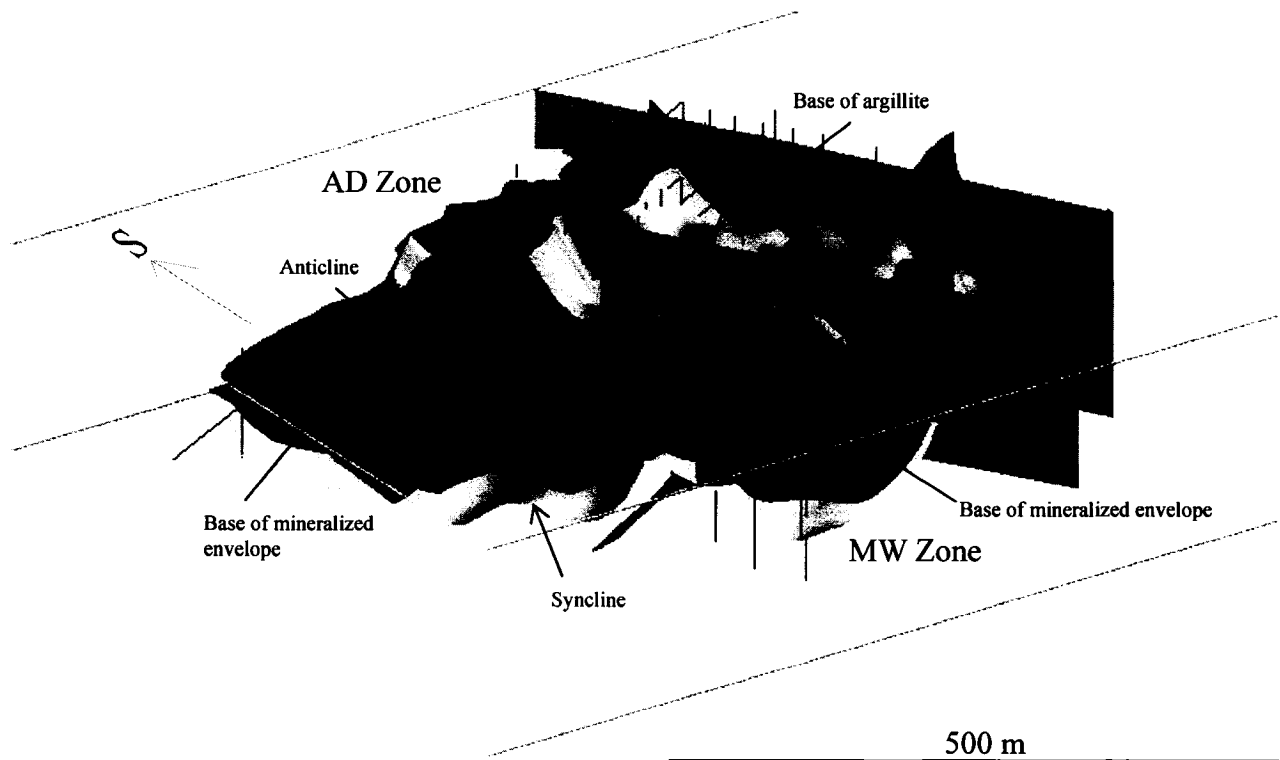 Base of argillite
AD Zone
S
Anticline
Base of mineralized
envelope
Base of mineralized envelope
MW Zone
Syncline
500 m